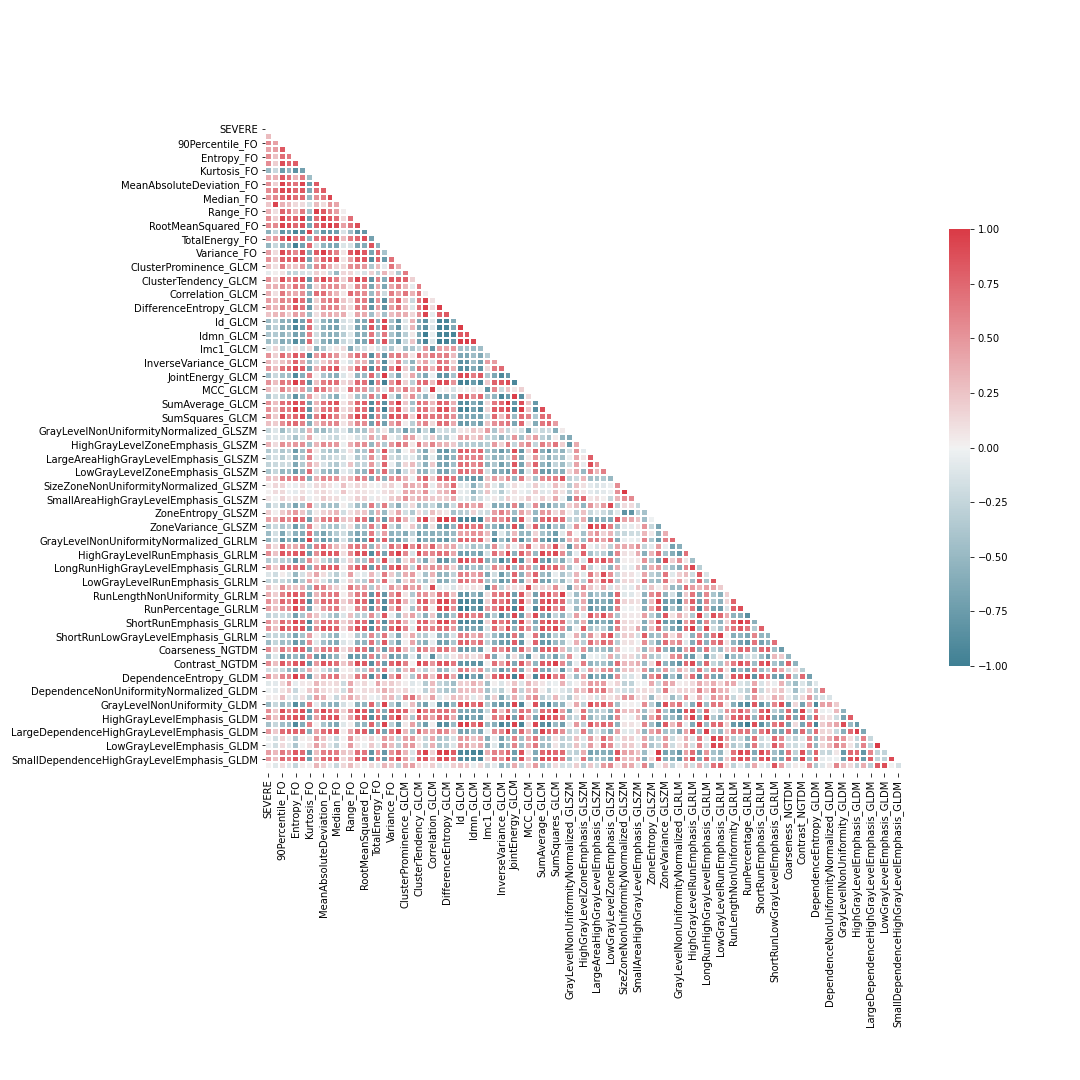 SEVERE
90Percentile_FO
Entropy_FO
Kurtosis_FO
MeanAbsoluteDeviation_FO
Median_FO
Range_FO
RootMeanSquared_FO
TotalEnergy_FO
Variance_FO
ClusterProminence_GLCM
ClusterTendency_GLCM
Correlation_GLCM
DifferenceEntropy_GLCM
Id_GLCM
Idmn_GLCM
Imc1_GLCM
InverseVariance_GLCM
JointEnergy_GLCM
MCC_GLCM
SumAverage_GLCM
SumSquares_GLCM
GrayLevelNonUniformityNormalized_GLSZM
HighGrayLevelZoneEmphasis_GLSZM
LargeAreaHighGrayLevelEmphasis_GLSZM
LowGrayLevelZoneEmphasis_GLSZM
SizeZoneNonUniformityNormalized_GLSZM
SmallAreaHighGrayLevelEmphasis_GLSZM
ZoneEntropy_GLSZM
ZoneVariance_GLSZM
GrayLevelNonUniformityNormalized_GLRLM
HighGrayLevelRunEmphasis_GLRLM
LongRunHighGrayLevelEmphasis_GLRLM
LowGrayLevelRunEmphasis_GLRLM
RunLengthNonUniformity_GLRLM
RunPercentage_GLRLM
ShortRunEmphasis_GLRLM
ShortRunLowGrayLevelEmphasis_GLRLM
Coarseness_NGTDM
Contrast_NGTDM
DependenceEntropy_GLDM
DependenceNonUniformityNormalized_GLDM
GrayLevelNonUniformity_GLDM
HighGrayLevelEmphasis_GLDM
LargeDependenceHighGrayLevelEmphasis_GLDM
LowGrayLevelEmphasis_GLDM
SmallDependenceHighGrayLevelEmphasis_GLDM
SEVERE
90Percentile_FO
Entropy_FO
Kurtosis_FO
MeanAbsoluteDeviation_FO
Median_FO
Range_FO
RootMeanSquared_FO
TotalEnergy_FO
Variance_FO
ClusterProminence_GLCM
ClusterTendency_GLCM
Correlation_GLCM
DifferenceEntropy_GLCM
Id_GLCM
Idmn_GLCM
Imc1_GLCM
InverseVariance_GLCM
JointEnergy_GLCM
MCC_GLCM
SumAverage_GLCM
SumSquares_GLCM
GrayLevelNonUniformityNormalized_GLSZM
HighGrayLevelZoneEmphasis_GLSZM
LargeAreaHighGrayLevelEmphasis_GLSZM
LowGrayLevelZoneEmphasis_GLSZM
SizeZoneNonUniformityNormalized_GLSZM
SmallAreaHighGrayLevelEmphasis_GLSZM
ZoneEntropy_GLSZM
ZoneVariance_GLSZM
GrayLevelNonUniformityNormalized_GLRLM
HighGrayLevelRunEmphasis_GLRLM
LongRunHighGrayLevelEmphasis_GLRLM
LowGrayLevelRunEmphasis_GLRLM
RunLengthNonUniformity_GLRLM
RunPercentage_GLRLM
ShortRunEmphasis_GLRLM
ShortRunLowGrayLevelEmphasis_GLRLM
Coarseness_NGTDM
Contrast_NGTDM
DependenceEntropy_GLDM
DependenceNonUniformityNormalized_GLDM
GrayLevelNonUniformity_GLDM
HighGrayLevelEmphasis_GLDM
LargeDependenceHighGrayLevelEmphasis_GLDM
LowGrayLevelEmphasis_GLDM
SmallDependenceHighGrayLevelEmphasis_GLDM
1.00
0.75
0.50
0.25
0.00
−0.25
−0.50
−0.75
−1.00